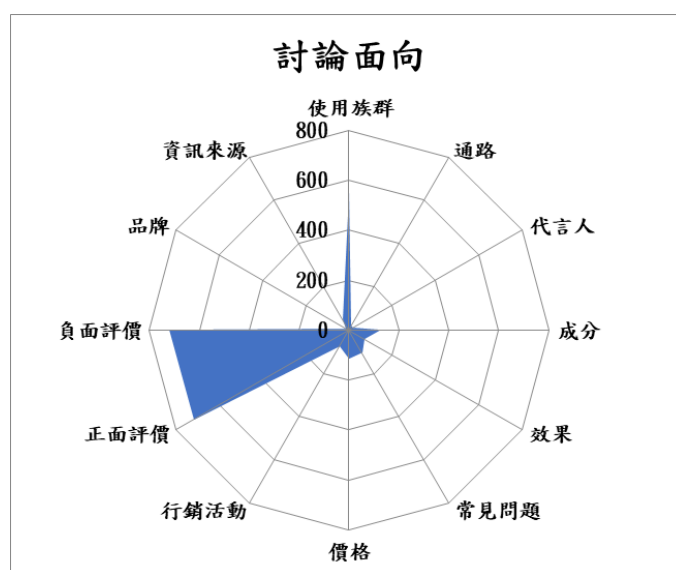 討論面向
使用族群
通路
代言人
成分
效果
常見問題
價格
行銷活動
正面評價
負面評價
品牌
資訊來源
800
600
400
200
0